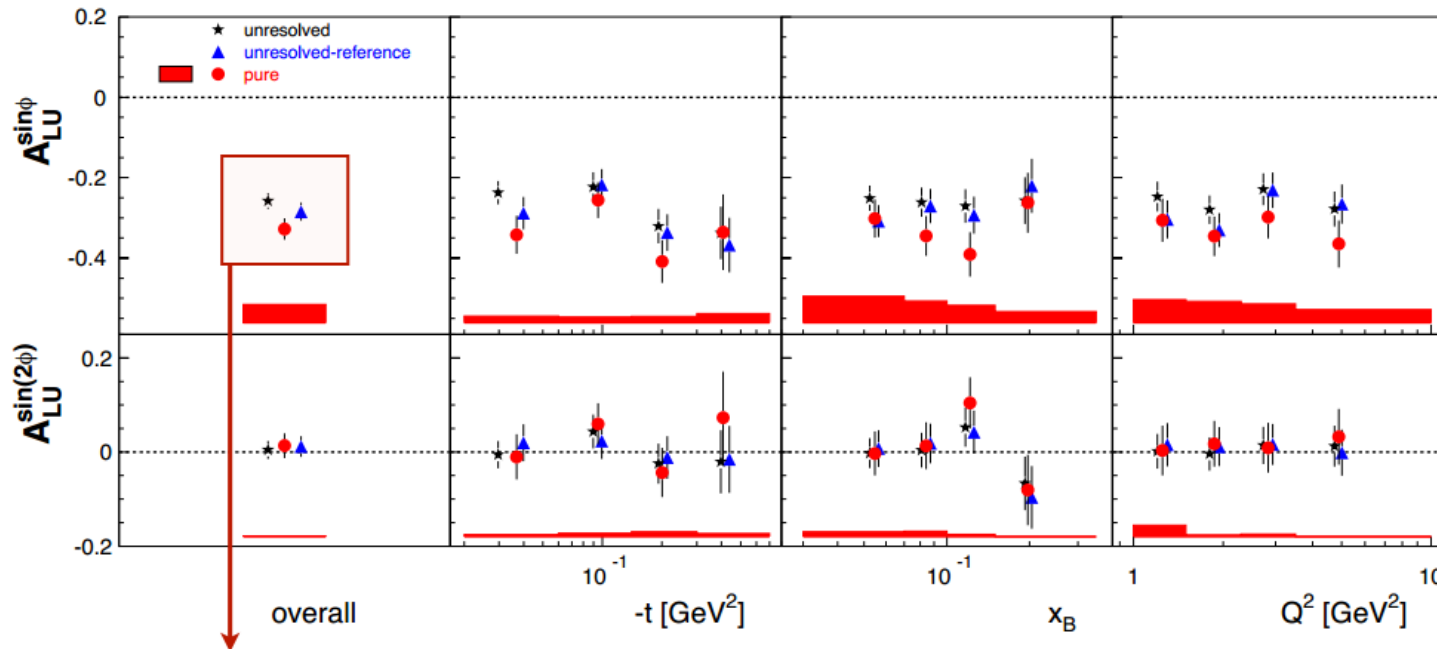 0.2
unresolved
unresolved-reference
pure
0
-0.2
-0.4
A_LU^sinϕ
0.2
0
-0.2
A_LU^sin(2ϕ)
10^-1
10^-1
1
10
overall
-t [GeV^2]
x_B
Q^2 [GeV^2]